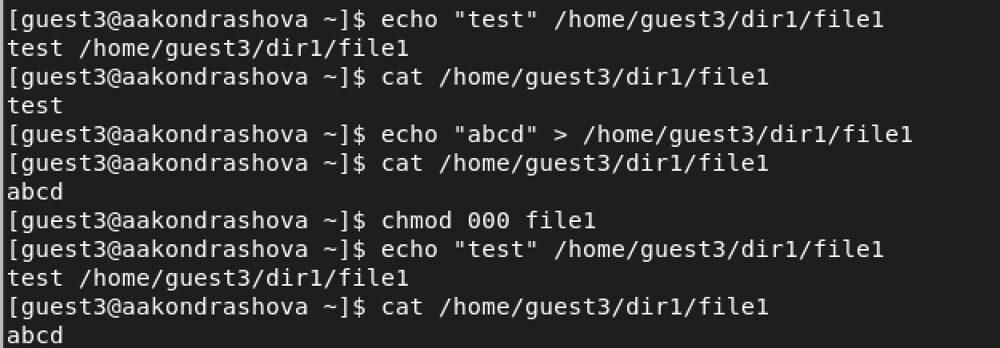 [guest3@aakondrashova ~]$ echo "test" /home/guest3/dir1/file1
test /home/guest3/dir1/file1
[guest3@aakondrashova ~]$ cat /home/guest3/dir1/file1
test
[guest3@aakondrashova ~]$ echo "abcd" > /home/guest3/dir1/file1
[guest3@aakondrashova ~]$ cat /home/guest3/dir1/file1
abcd
[guest3@aakondrashova ~]$ chmod 000 file1
[guest3@aakondrashova ~]$ echo "test" /home/guest3/dir1/file1
test /home/guest3/dir1/file1
[guest3@aakondrashova ~]$ cat /home/guest3/dir1/file1
abcd